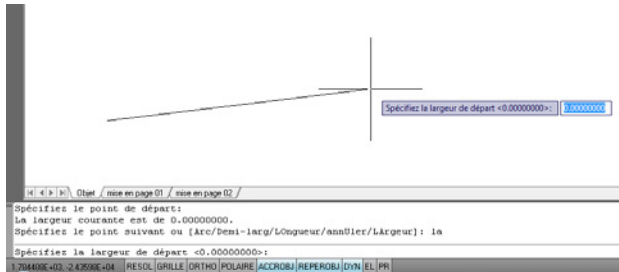 Spécifiez la largeur de départ <0.00000000>: 0.00000000
Objet / mise en page 01 / mise en page 02 /
Spécifiez le point de départ:
La largeur courante est de 0.00000000.
Spécifiez le point suivant ou [Arc/Demi-larg/LOngueur/annUler/LArgeur]: la
Spécifiez la largeur de départ <0.00000000>:
RESOL GRILLE ORTHO POLAIRE ACCROBJ REPEROBJ DYN EL PR